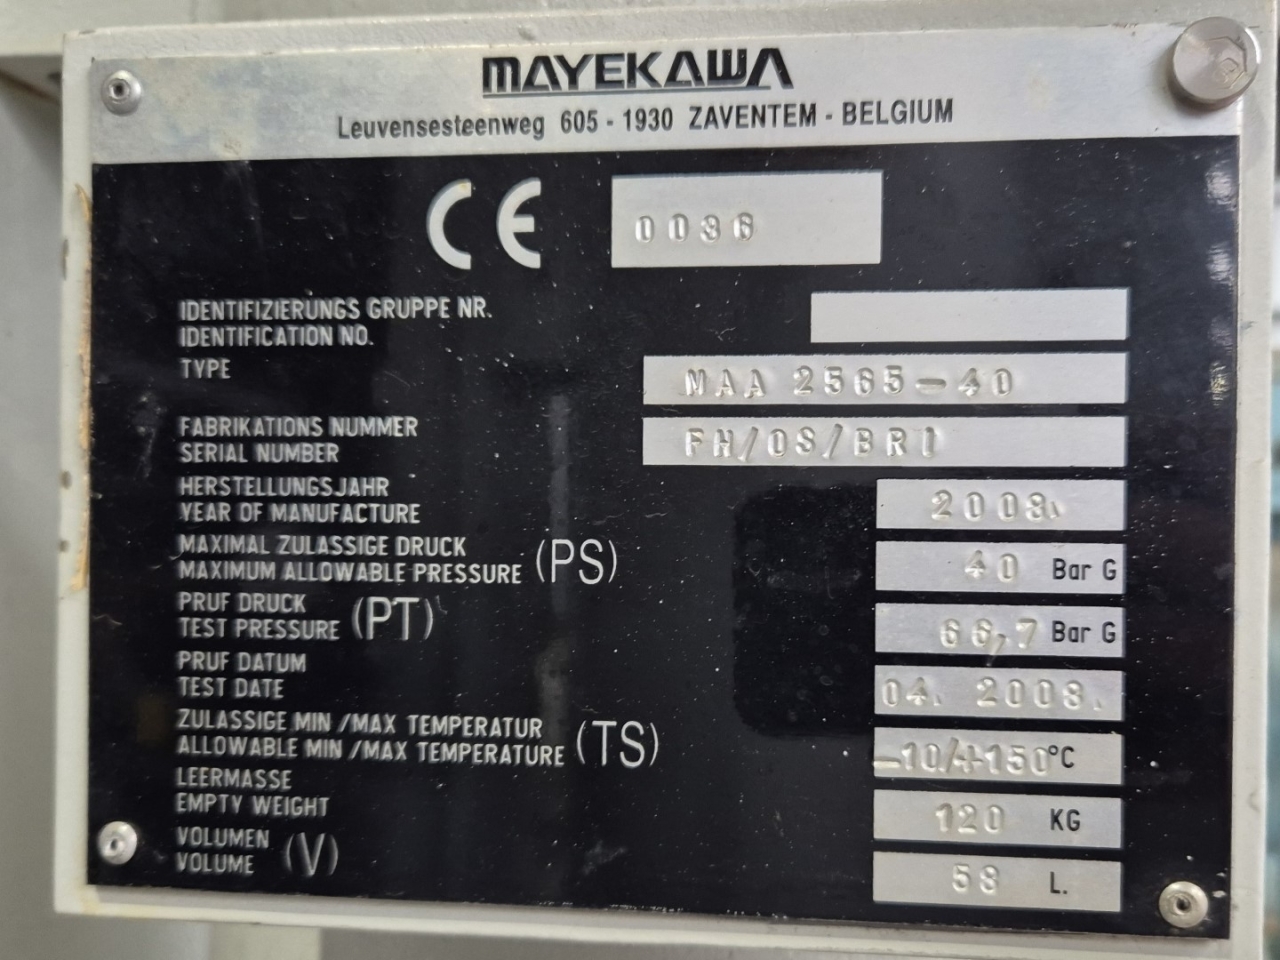 MAYEKAWA
Leuvensesteenweg 605 - 1930 ZAVENTEM - BELGIUM
CE 0036
IDENTIFIZIERUNGS GRUPPE NR.
IDENTIFICATION NO.
TYPE MAA 2565-40
FABRIKATIONS NUMMER
SERIAL NUMBER FH/08/BR1
HERSTELLUNGSJAHR
YEAR OF MANUFACTURE 2008.
MAXIMAL ZULASSIGE DRUCK
MAXIMUM ALLOWABLE PRESSURE (PS) 40 Bar G
PRUF DRUCK
TEST PRESSURE (PT) 66,7 Bar G
PRUF DATUM
TEST DATE 04. 2008.
ZULASSIGE MIN /MAX TEMPERATUR
ALLOWABLE MIN /MAX TEMPERATURE (TS) -10/+150°C
LEERMASSE
EMPTY WEIGHT 120 KG
VOLUMEN
VOLUME (V) 58 L.